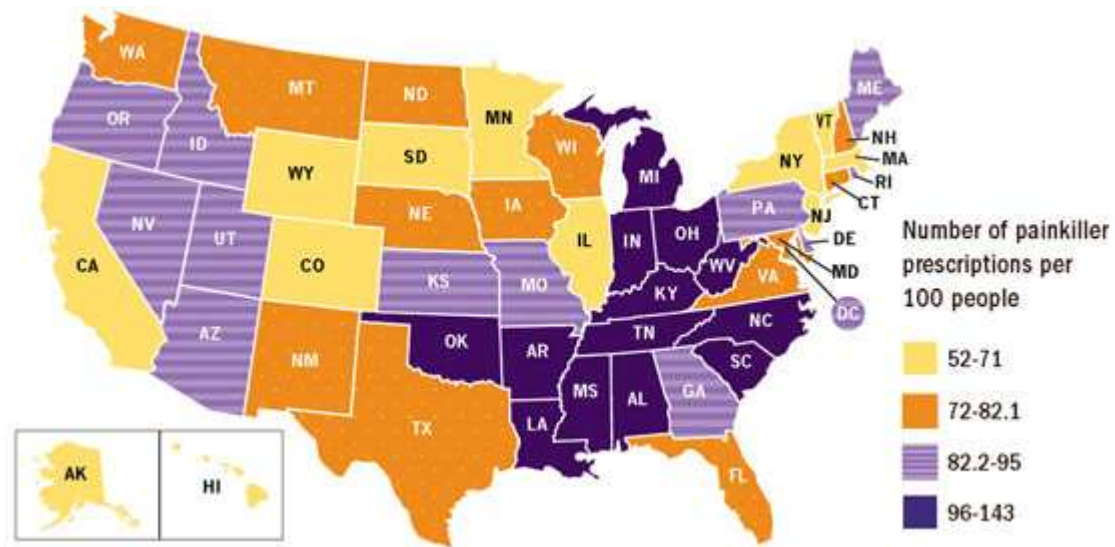 WA
MT
ND
MN
VT
ME
OR
ID
WY
SD
WI
MI
NY
NH
MA
RI
CT
NV
UT
CO
NE
IA
IL
IN
OH
PA
NJ
DE
MD
DC
CA
AZ
NM
KS
MO
KY
WV
VA
OK
AR
TN
NC
SC
TX
LA
MS
AL
GA
FL
AK
HI
Number of painkiller
prescriptions per
100 people
52-71
72-82.1
82.2-95
96-143